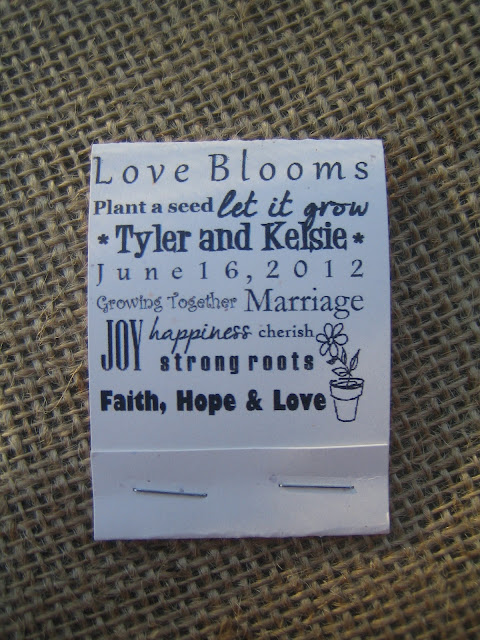 Love Blooms
Plant a seed let it grow
* Tyler and Kelsie *
June 16, 2012
Growing Together Marriage
JOY happiness cherish
strong roots
Faith, Hope & Love